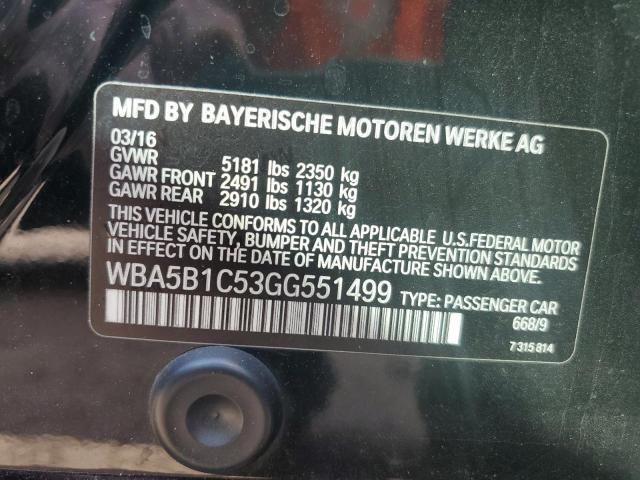 MFD BY BAYERISCHE MOTOREN WERKE AG
03/16
GVWR 5181 lbs 2350 kg
GAWR FRONT 2491 lbs 1130 kg
GAWR REAR 2910 lbs 1320 kg
THIS VEHICLE CONFORMS TO ALL APPLICABLE U.S.FEDERAL MOTOR
VEHICLE SAFETY, BUMPER AND THEFT PREVENTION STANDARDS
IN EFFECT ON THE DATE OF MANUFACTURE SHOWN ABOVE.
WBA5B1C53GG551499 TYPE: PASSENGER CAR
668/9
7 315 814